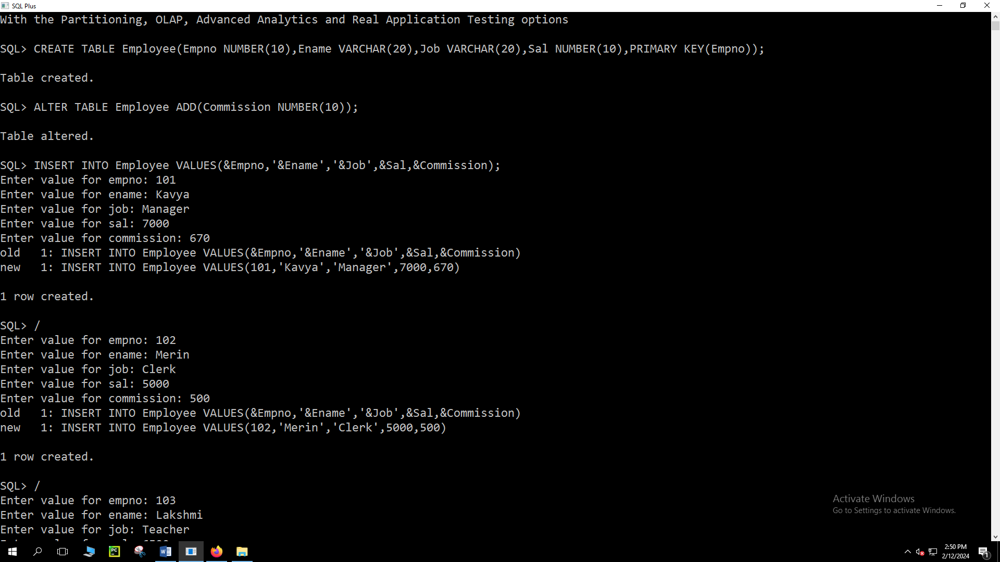 SQL Plus
With the Partitioning, OLAP, Advanced Analytics and Real Application Testing options
SQL> CREATE TABLE Employee(Empno NUMBER(10),Ename VARCHAR(20),Job VARCHAR(20),Sal NUMBER(10),PRIMARY KEY(Empno));
Table created.
SQL> ALTER TABLE Employee ADD(Commission NUMBER(10));
Table altered.
SQL> INSERT INTO Employee VALUES(&Empno,'&Ename','&Job',&Sal,&Commission);
Enter value for empno: 101
Enter value for ename: Kavya
Enter value for job: Manager
Enter value for sal: 7000
Enter value for commission: 670
old   1: INSERT INTO Employee VALUES(&Empno,'&Ename','&Job',&Sal,&Commission)
new   1: INSERT INTO Employee VALUES(101,'Kavya','Manager',7000,670)
1 row created.
SQL> /
Enter value for empno: 102
Enter value for ename: Merin
Enter value for job: Clerk
Enter value for sal: 5000
Enter value for commission: 500
old   1: INSERT INTO Employee VALUES(&Empno,'&Ename','&Job',&Sal,&Commission)
new   1: INSERT INTO Employee VALUES(102,'Merin','Clerk',5000,500)
1 row created.
SQL> /
Enter value for empno: 103
Enter value for ename: Lakshmi
Enter value for job: Teacher
Activate Windows
Go to Settings to activate Windows.
PC
W
2:50 PM
2/12/2024
1